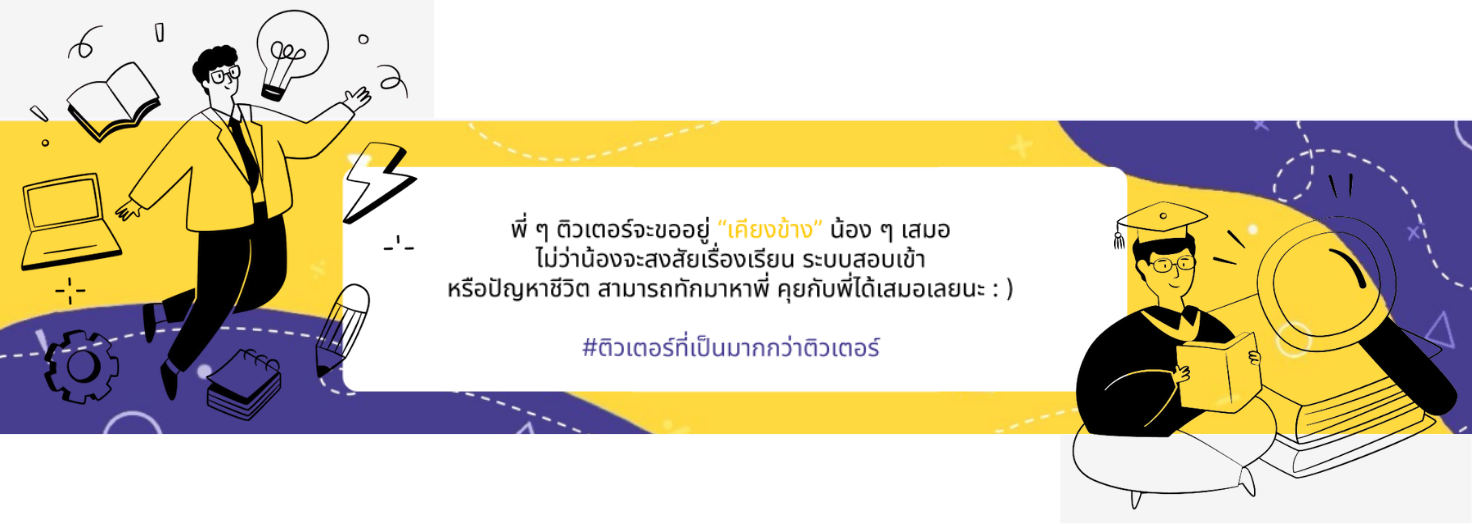 พี่ ๆ ติวเตอร์จะขออยู่ “เคียงข้าง” น้อง ๆ เสมอ
ไม่ว่าน้องจะสงสัยเรื่องเรียน ระบบสอบเข้า
หรือปัญหาชีวิต สามารถทักมาหาพี่ คุยกับพี่ได้เสมอเลยนะ : )
#ติวเตอร์ที่เป็นมากกว่าติวเตอร์